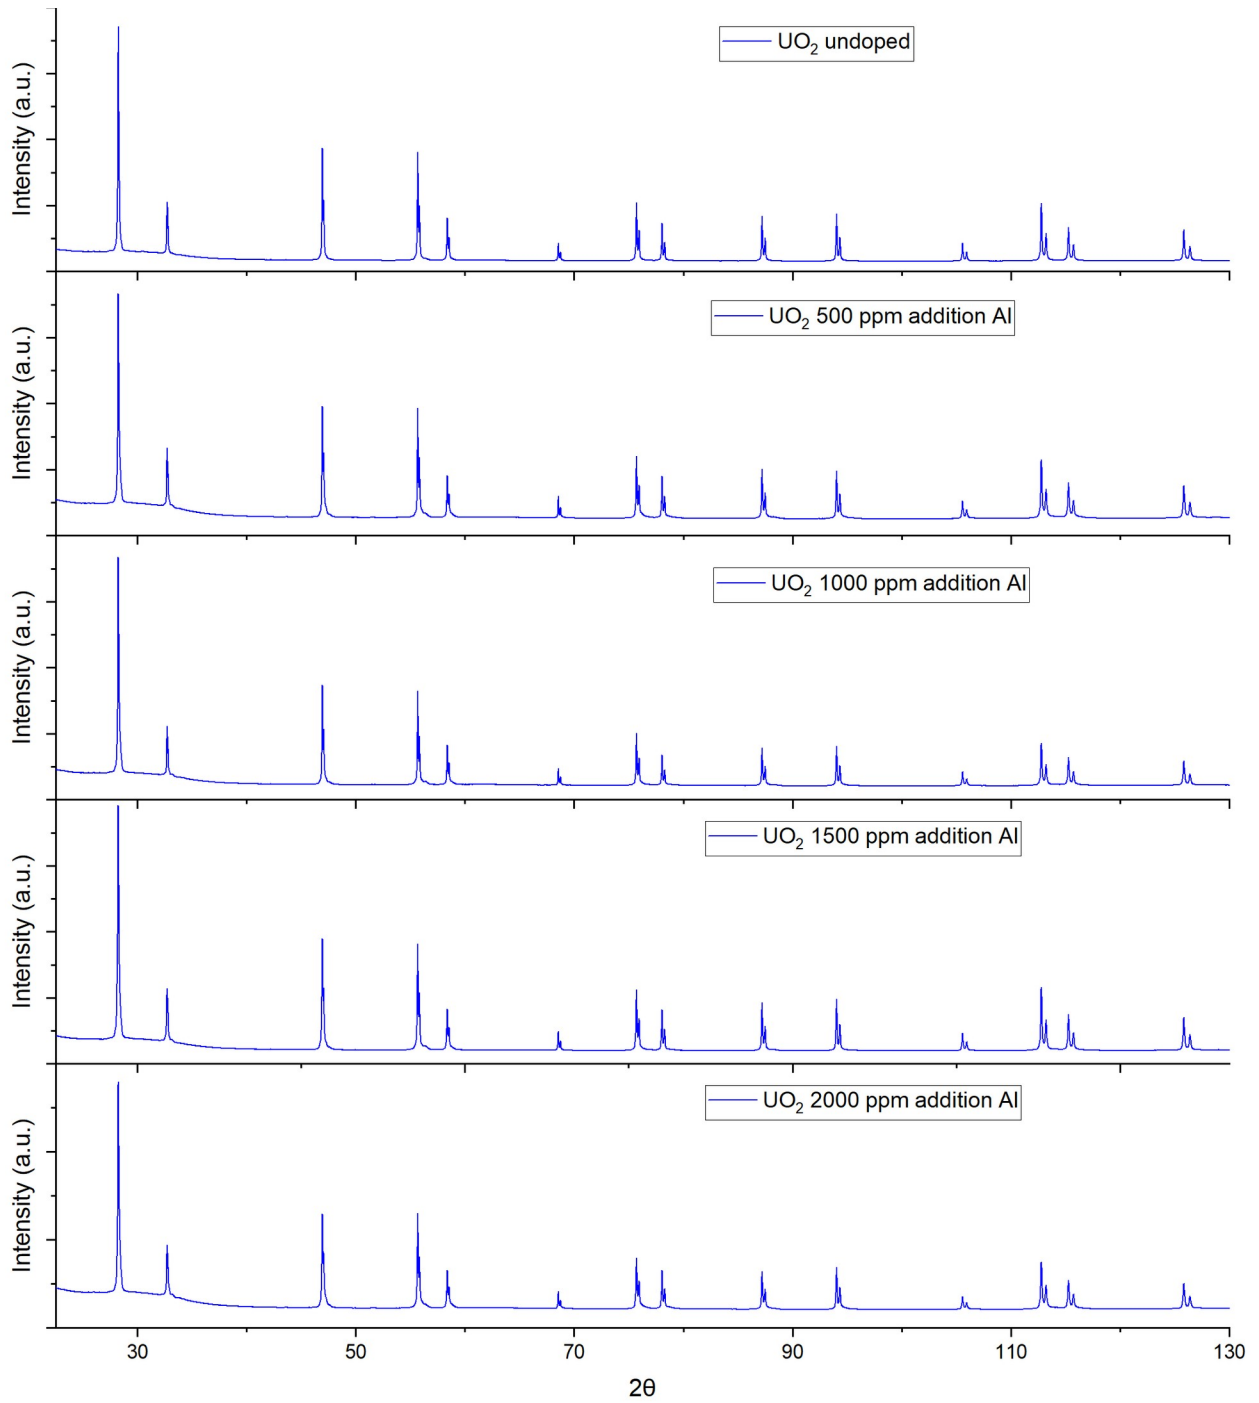 UO₂ undoped
Intensity (a.u.)
UO₂ 500 ppm addition Al
Intensity (a.u.)
UO₂ 1000 ppm addition Al
Intensity (a.u.)
UO₂ 1500 ppm addition Al
Intensity (a.u.)
UO₂ 2000 ppm addition Al
Intensity (a.u.)
30 50 70 90 110 130
2θ